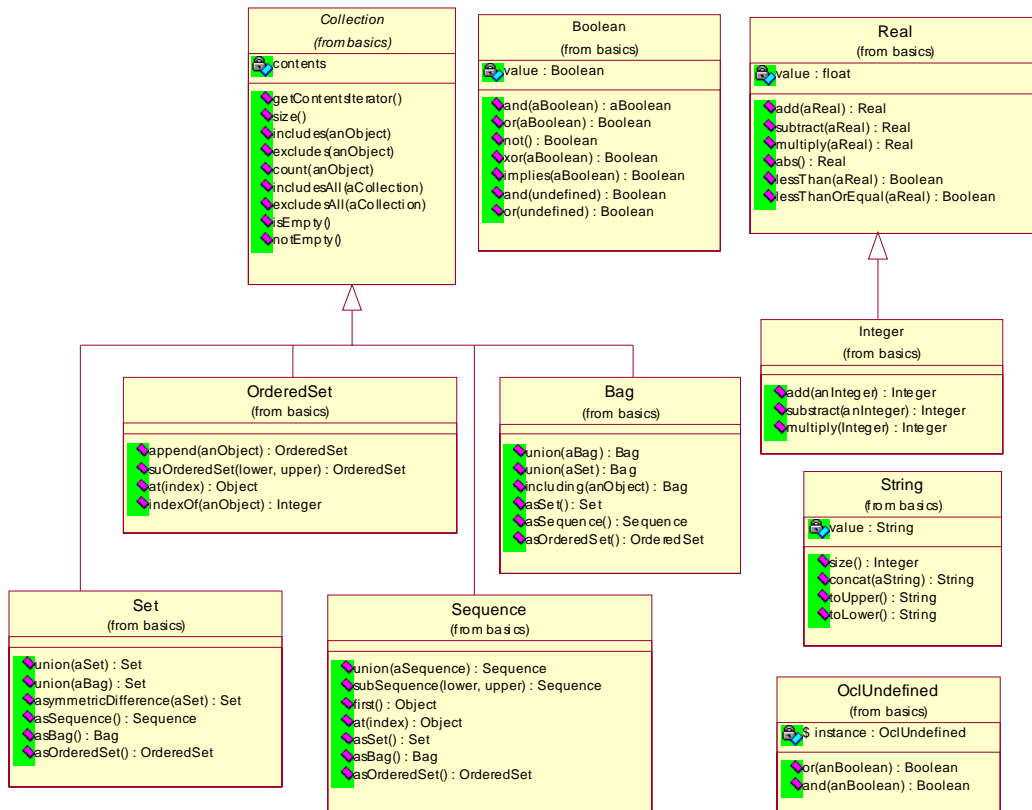 Collection
(from basics)
contents
getContentsIterator()
size()
includes(anObject)
excludes(anObject)
count(anObject)
includesAll(aCollection)
excludesAll(aCollection)
isEmpty()
notEmpty()
Boolean
(from basics)
value : Boolean
and(aBoolean) : aBoolean
or(aBoolean) : Boolean
not() : Boolean
xor(aBoolean) : Boolean
implies(aBoolean) : Boolean
and(undefined) : Boolean
or(undefined) : Boolean
Real
(from basics)
value : float
add(aReal) : Real
subtract(aReal) : Real
multiply(aReal) : Real
abs() : Real
lessThan(aReal) : Boolean
lessThanOrEqual(aReal) : Boolean
Integer
(from basics)
add(anInteger) : Integer
substract(anInteger) : Integer
multiply(Integer) : Integer
OrderedSet
(from basics)
append(anObject) : OrderedSet
suOrderedSet(lower, upper) : OrderedSet
at(index) : Object
indexOf(anObject) : Integer
Bag
(from basics)
union(aBag) : Bag
union(aSet) : Bag
including(anObject) : Bag
asSet() : Set
asSequence() : Sequence
asOrderedSet() : OrderedSet
String
(from basics)
value : String
size() : Integer
concat(aString) : String
toUpper() : String
toLower() : String
Set
(from basics)
union(aSet) : Set
union(aBag) : Set
asymmetricDifference(aSet) : Set
asSequence() : Sequence
asBag() : Bag
asOrderedSet() : OrderedSet
Sequence
(from basics)
union(aSequence) : Sequence
subSequence(lower, upper) : Sequence
first() : Object
at(index) : Object
asSet() : Set
asBag() : Bag
asOrderedSet() : OrderedSet
OclUndefined
(from basics)
$ instance : OclUndefined
or(anBoolean) : Boolean
and(anBoolean) : Boolean